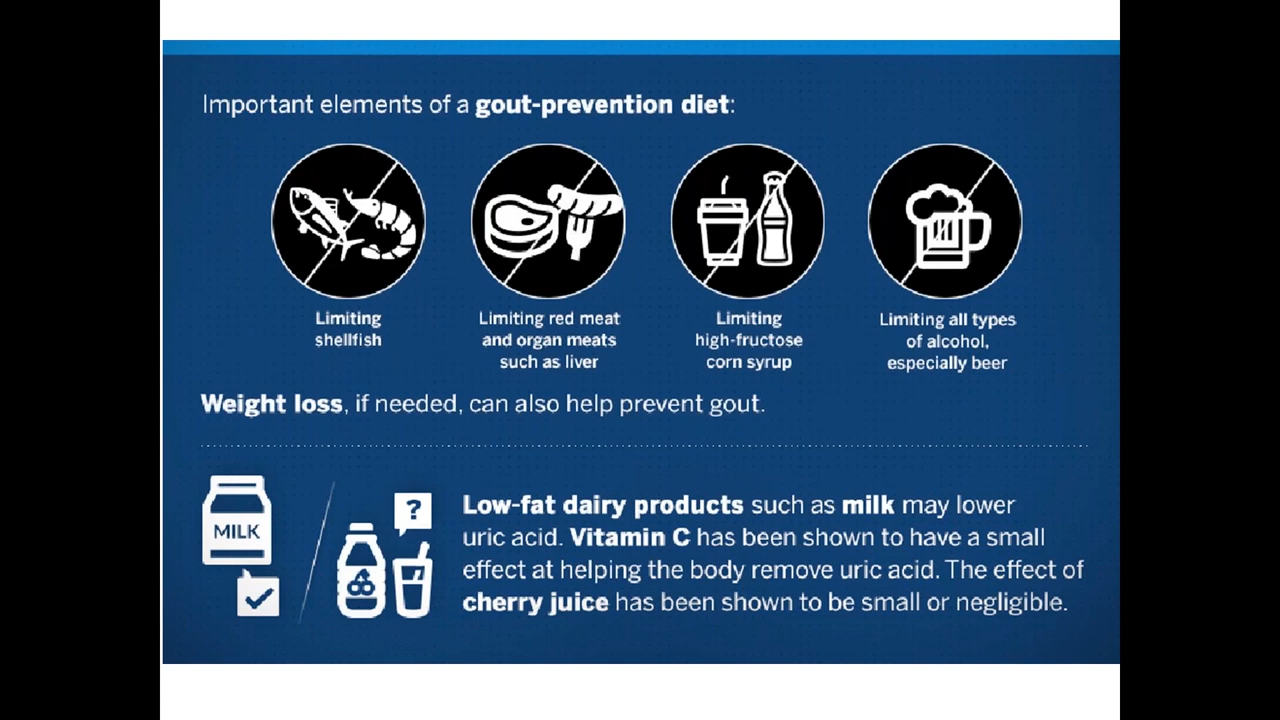 Important elements of a gout-prevention diet:
Limiting
shellfish
Limiting red meat
and organ meats
such as liver
Limiting
high-fructose
corn syrup
Limiting all types
of alcohol,
especially beer
Weight loss, if needed, can also help prevent gout.
MILK
?
Low-fat dairy products such as milk may lower
uric acid. Vitamin C has been shown to have a small
effect at helping the body remove uric acid. The effect of
cherry juice has been shown to be small or negligible.